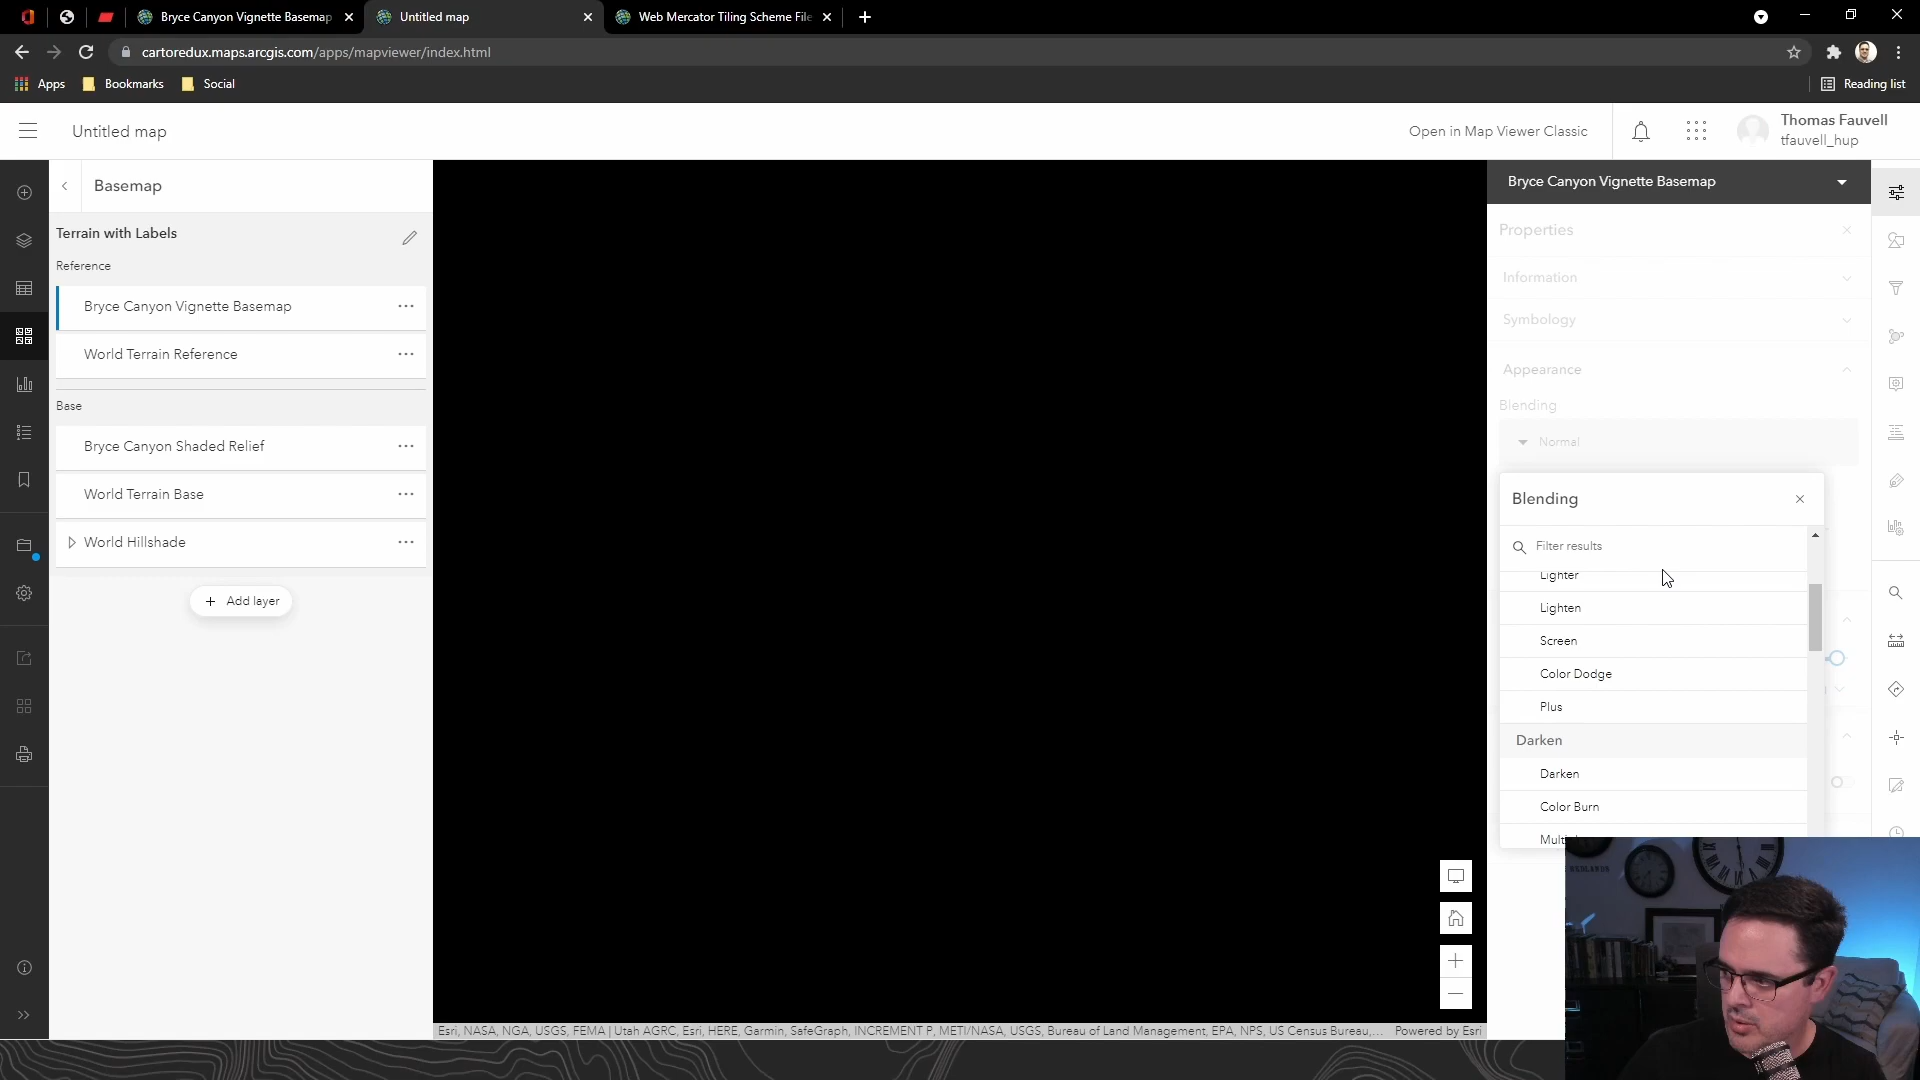 Bryce Canyon Vignette Basemap
Untitled map
Web Mercator Tiling Scheme File
cartoredux.maps.arcgis.com/apps/mapviewer/index.html
Apps
Bookmarks
Social
Reading list
Untitled map
Open in Map Viewer Classic
Thomas Fauvell
tfauvell_hup
Basemap
Terrain with Labels
Reference
Bryce Canyon Vignette Basemap
World Terrain Reference
Base
Bryce Canyon Shaded Relief
World Terrain Base
World Hillshade
Add layer
Bryce Canyon Vignette Basemap
Properties
Information
Symbology
Appearance
Blending
Normal
Blending
Filter results
Lighter
Lighten
Screen
Color Dodge
Plus
Darken
Darken
Color Burn
Esri, NASA, NGA, USGS, FEMA | Utah AGRC, Esri, HERE, Garmin, SafeGraph, INCREMENT P, METI/NASA, USGS, Bureau of Land Management, EPA, NPS, US Census Bureau,...
Powered by Esri